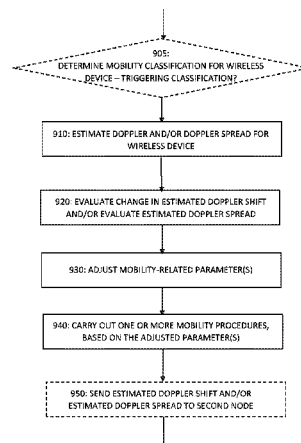 905:
DETERMINE MOBILITY CLASSIFICATION FOR WIRELESS
DEVICE – TRIGGERING CLASSIFICATION?
910: ESTIMATE DOPPLER AND/OR DOPPLER SPREAD FOR
WIRELESS DEVICE
920: EVALUATE CHANGE IN ESTIMATED DOPPLER SHIFT
AND/OR EVALUATE ESTIMATED DOPPLER SPREAD
930: ADJUST MOBILITY-RELATED PARAMETER(S)
940: CARRY OUT ONE OR MORE MOBILITY PROCEDURES,
BASED ON THE ADJUSTED PARAMETER(S)
950: SEND ESTIMATED DOPPLER SHIFT AND/OR
ESTIMATED DOPPLER SPREAD TO SECOND NODE